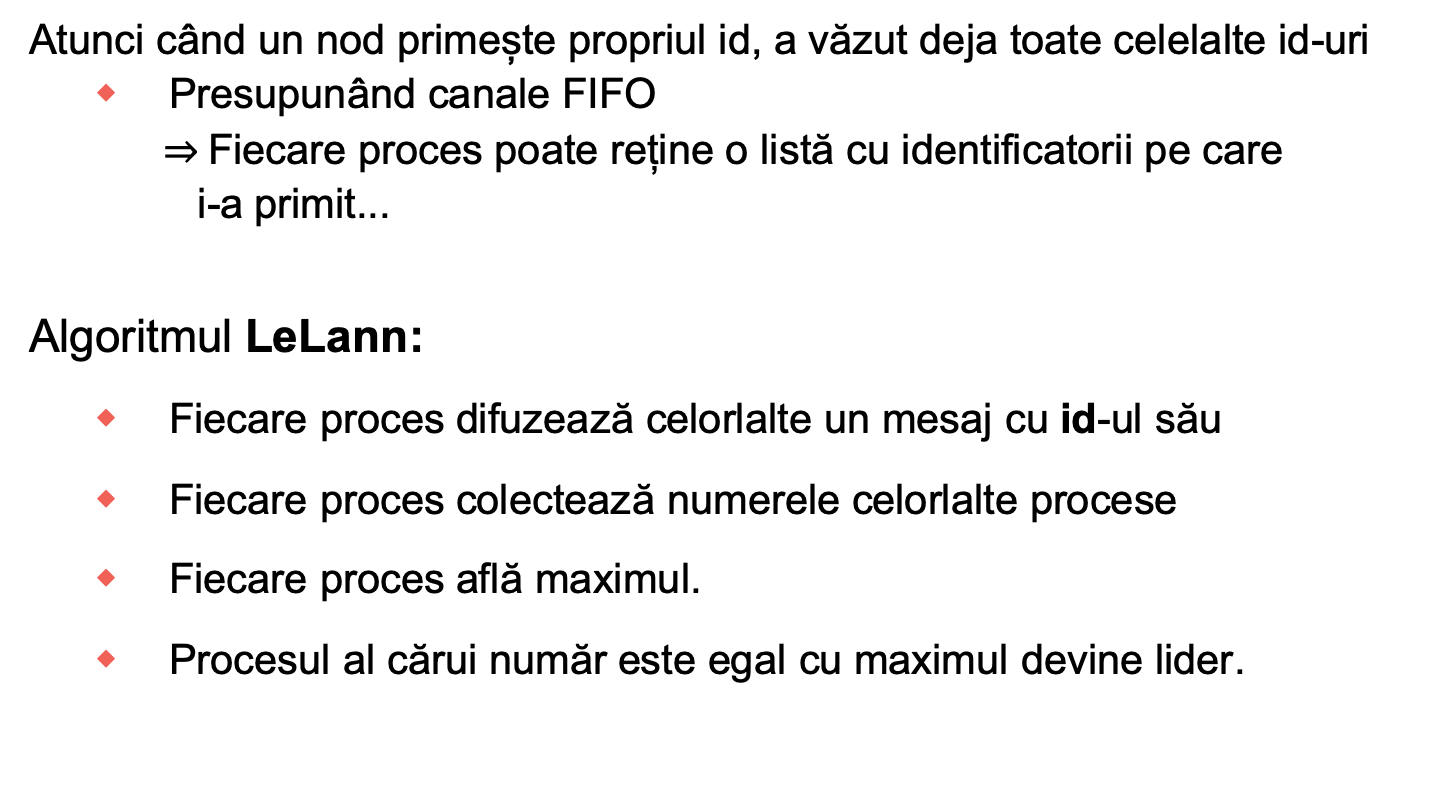 Atunci când un nod primește propriul id, a văzut deja toate celelalte id-uri
Presupunând canale FIFO
⇒ Fiecare proces poate reține o listă cu identificatorii pe care
i-a primit...
Algoritmul LeLann:
Fiecare proces difuzează celorlalte un mesaj cu id-ul său
Fiecare proces colectează numerele celorlalte procese
Fiecare proces află maximul.
Procesul al cărui număr este egal cu maximul devine lider.